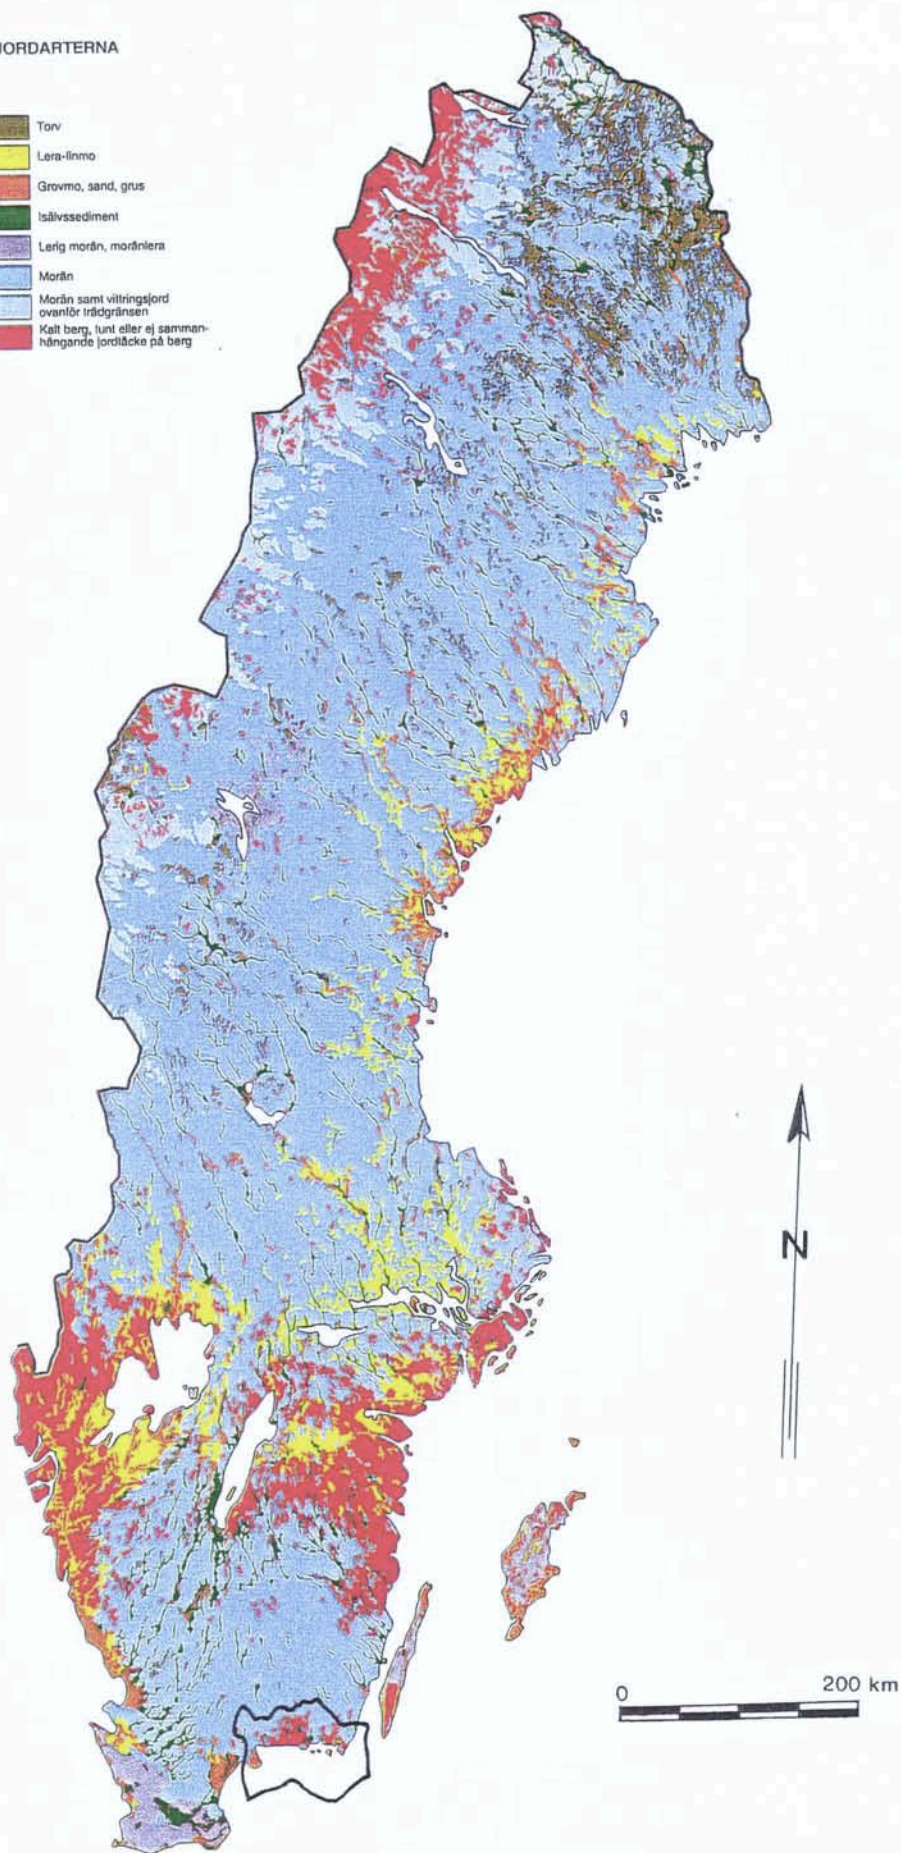 JORDARTERNA
Torv
Lera-finmo
Grovmo, sand, grus
Isälvssediment
Lerig morän, moränlera
Morän
Morän samt vittringsjord
ovanför trädgränsen
Kalt berg, tunt eller ej samman-
hängande jordtäcke på berg
N
0 200 km